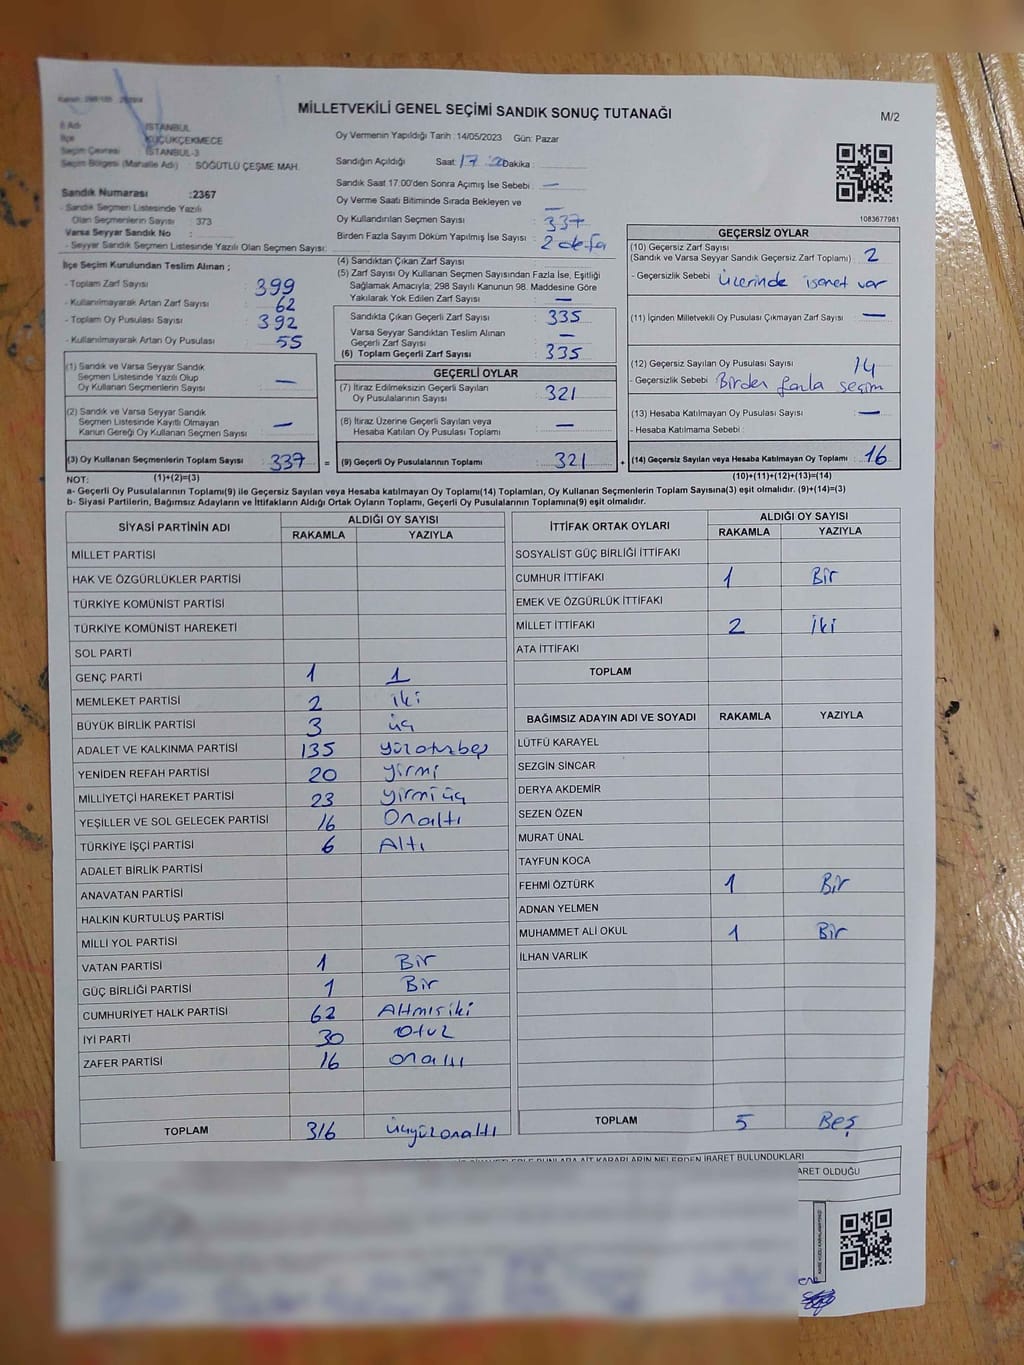 MİLLETVEKİLİ GENEL SEÇİMİ SANDIK SONUÇ TUTANAĞI
M/2
İl Adı : İSTANBUL
İlçe : KÜÇÜKÇEKMECE
Seçim Çevresi : İSTANBUL-3
Seçim Bölgesi (Mahalle Adı) : SÖĞÜTLÜ ÇEŞME MAH.
Sandık Numarası :2367
- Sandık Seçmen Listesinde Yazılı
Olan Seçmenlerin Sayısı : 373
Varsa Seyyar Sandık No :
- Seyyar Sandık Seçmen Listesinde Yazılı Olan Seçmen Sayısı:
Oy Vermenin Yapıldığı Tarih :14/05/2023 Gün: Pazar
Sandığın Açıldığı Saat: 17 Dakika :
Sandık Saat 17.00'den Sonra Açımış İse Sebebi : —
Oy Verme Saati Bitiminde Sırada Bekleyen ve —
Oy Kullandırılan Seçmen Sayısı : 337
Birden Fazla Sayım Döküm Yapılmış İse Sayısı : 2 defa
1083677981
İlçe Seçim Kurulundan Teslim Alınan ;
- Toplam Zarf Sayısı : 399
- Kullanılmayarak Artan Zarf Sayısı : 62
- Toplam Oy Pusulası Sayısı : 392
- Kullanılmayarak Artan Oy Pusulası : 55
(1) Sandık ve Varsa Seyyar Sandık
Seçmen Listesinde Yazılı Olup
Oy Kullanan Seçmenlerin Sayısı : —
(2) Sandık ve Varsa Seyyar Sandık
Seçmen Listesinde Kayıtlı Olmayan
Kanun Gereği Oy Kullanan Seçmen Sayısı : —
(3) Oy Kullanan Seçmenlerin Toplam Sayısı : 337
(1)+(2)=(3)
(4) Sandıktan Çıkan Zarf Sayısı
(5) Zarf Sayısı Oy Kullanan Seçmen Sayısından Fazla İse, Eşitliği
Sağlamak Amacıyla; 298 Sayılı Kanunun 98. Maddesine Göre
Yakılarak Yok Edilen Zarf Sayısı : —
Sandıkta Çıkan Geçerli Zarf Sayısı : 335
Varsa Seyyar Sandıktan Teslim Alınan
Geçerli Zarf Sayısı : —
(6) Toplam Geçerli Zarf Sayısı : 335
GEÇERLİ OYLAR
(7) İtiraz Edilmeksizin Geçerli Sayılan
Oy Pusulalarının Sayısı : 321
(8) İtiraz Üzerine Geçerli Sayılan veya
Hesaba Katılan Oy Pusulası Toplamı : —
= (9) Geçerli Oy Pusulalarının Toplamı : 321
GEÇERSİZ OYLAR
(10) Geçersiz Zarf Sayısı
(Sandık ve Varsa Seyyar Sandık Geçersiz Zarf Toplamı) : 2
- Geçersizlik Sebebi : Üzerinde işaret var
(11) İçinden Milletvekili Oy Pusulası Çıkmayan Zarf Sayısı : —
(12) Geçersiz Sayılan Oy Pusulası Sayısı : 14
- Geçersizlik Sebebi : Birden fazla seçim
(13) Hesaba Katılmayan Oy Pusulası Sayısı : —
- Hesaba Katılmama Sebebi :
+ (14) Geçersiz Sayılan veya Hesaba Katılmayan Oy Toplamı : 16
(10)+(11)+(12)+(13)=(14)
NOT:
a- Geçerli Oy Pusulalarının Toplamı(9) ile Geçersiz Sayılan veya Hesaba katılmayan Oy Toplamı(14) Toplamları, Oy Kullanan Seçmenlerin Toplam Sayısına(3) eşit olmalıdır. (9)+(14)=(3)
b- Siyasi Partilerin, Bağımsız Adayların ve İttifakların Aldığı Ortak Oyların Toplamı, Geçerli Oy Pusulalarının Toplamına(9) eşit olmalıdır.
SİYASİ PARTİNİN ADI ALDIĞI OY SAYISI
RAKAMLA YAZIYLA
MİLLET PARTİSİ
HAK VE ÖZGÜRLÜKLER PARTİSİ
TÜRKİYE KOMÜNİST PARTİSİ
TÜRKİYE KOMÜNİST HAREKETİ
SOL PARTİ
GENÇ PARTİ 1 1
MEMLEKET PARTİSİ 2 iki
BÜYÜK BİRLİK PARTİSİ 3 üç
ADALET VE KALKINMA PARTİSİ 135 yüzotuzbeş
YENİDEN REFAH PARTİSİ 20 yirmi
MİLLİYETÇİ HAREKET PARTİSİ 23 yirmi üç
YEŞİLLER VE SOL GELECEK PARTİSİ 16 Onaltı
TÜRKİYE İŞÇİ PARTİSİ 6 Altı
ADALET BİRLİK PARTİSİ
ANAVATAN PARTİSİ
HALKIN KURTULUŞ PARTİSİ
MİLLİ YOL PARTİSİ
VATAN PARTİSİ 1 Bir
GÜÇ BİRLİĞİ PARTİSİ 1 Bir
CUMHURİYET HALK PARTİSİ 62 Altmışiki
İYİ PARTİ 30 Otuz
ZAFER PARTİSİ 16 onaltı
TOPLAM 316 üçyüzonaltı
İTTİFAK ORTAK OYLARI ALDIĞI OY SAYISI
RAKAMLA YAZIYLA
SOSYALİST GÜÇ BİRLİĞİ İTTİFAKI
CUMHUR İTTİFAKI 1 Bir
EMEK VE ÖZGÜRLÜK İTTİFAKI
MİLLET İTTİFAKI 2 İki
ATA İTTİFAKI
TOPLAM
BAĞIMSIZ ADAYIN ADI VE SOYADI RAKAMLA YAZIYLA
LÜTFÜ KARAYEL
SEZGİN SİNCAR
DERYA AKDEMİR
SEZEN ÖZEN
MURAT ÜNAL
TAYFUN KOCA
FEHMİ ÖZTÜRK 1 Bir
ADNAN YELMEN
MUHAMMET ALİ OKUL 1 Bir
İLHAN VARLIK
TOPLAM 5 Beş
BUNLARA AİT KARARLARIN NELERDEN İBARET BULUNDUKLARI
ARET OLDUĞU